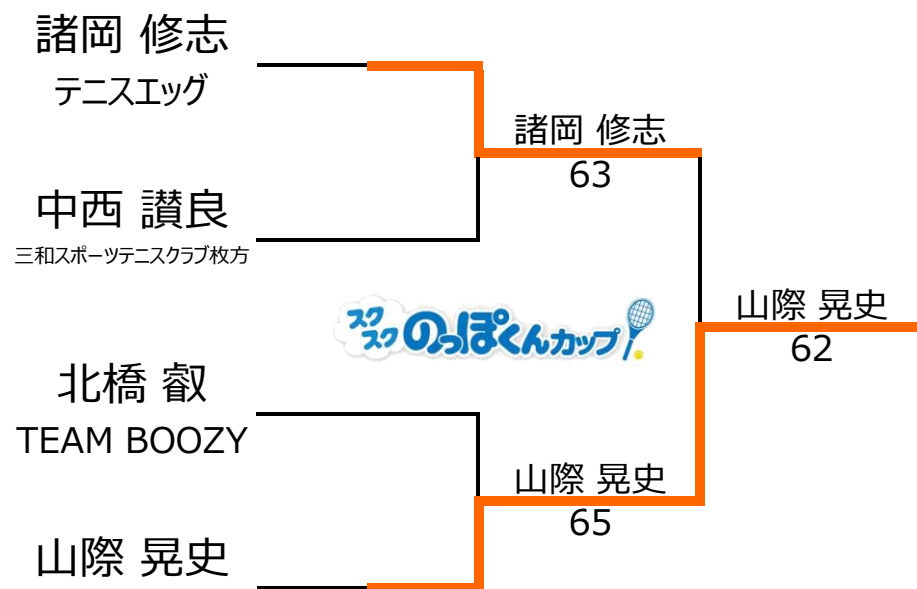 諸岡 修志
テニスエッグ
諸岡 修志
63
中西 讃良
三和スポーツテニスクラブ枚方
スクスクのっぽくんカップ
山際 晃史
62
北橋 叡
TEAM BOOZY
山際 晃史
65
山際 晃史